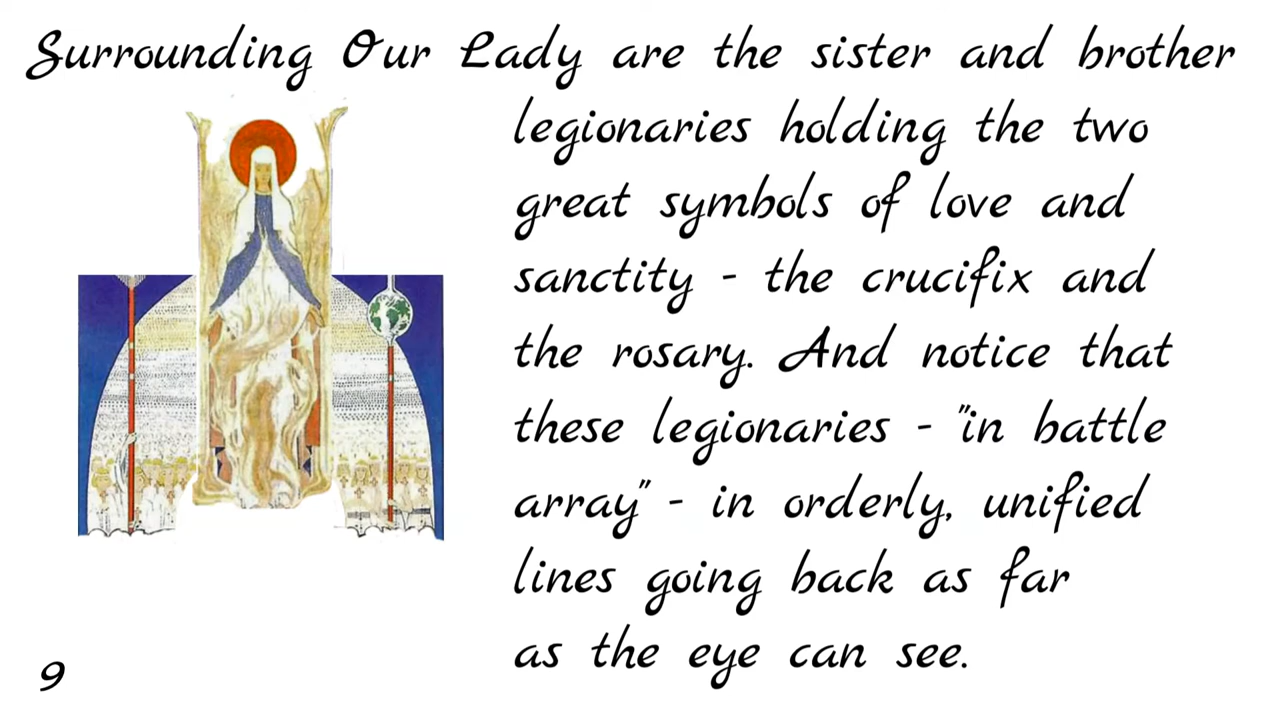 Surrounding Our Lady are the sister and brother
legionaries holding the two
great symbols of love and
sanctity - the crucifix and
the rosary. And notice that
these legionaries - "in battle
array" - in orderly, unified
lines going back as far
as the eye can see.
9